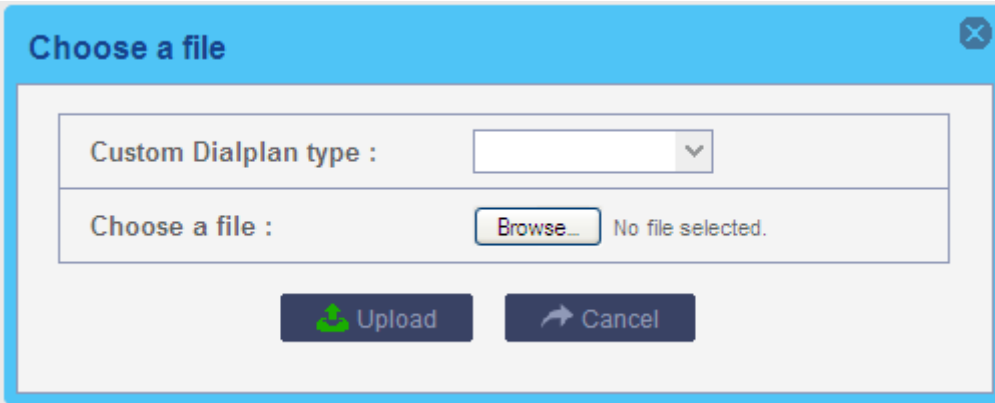 Choose a file
Custom Dialplan type :
Choose a file : Browse... No file selected.
Upload Cancel